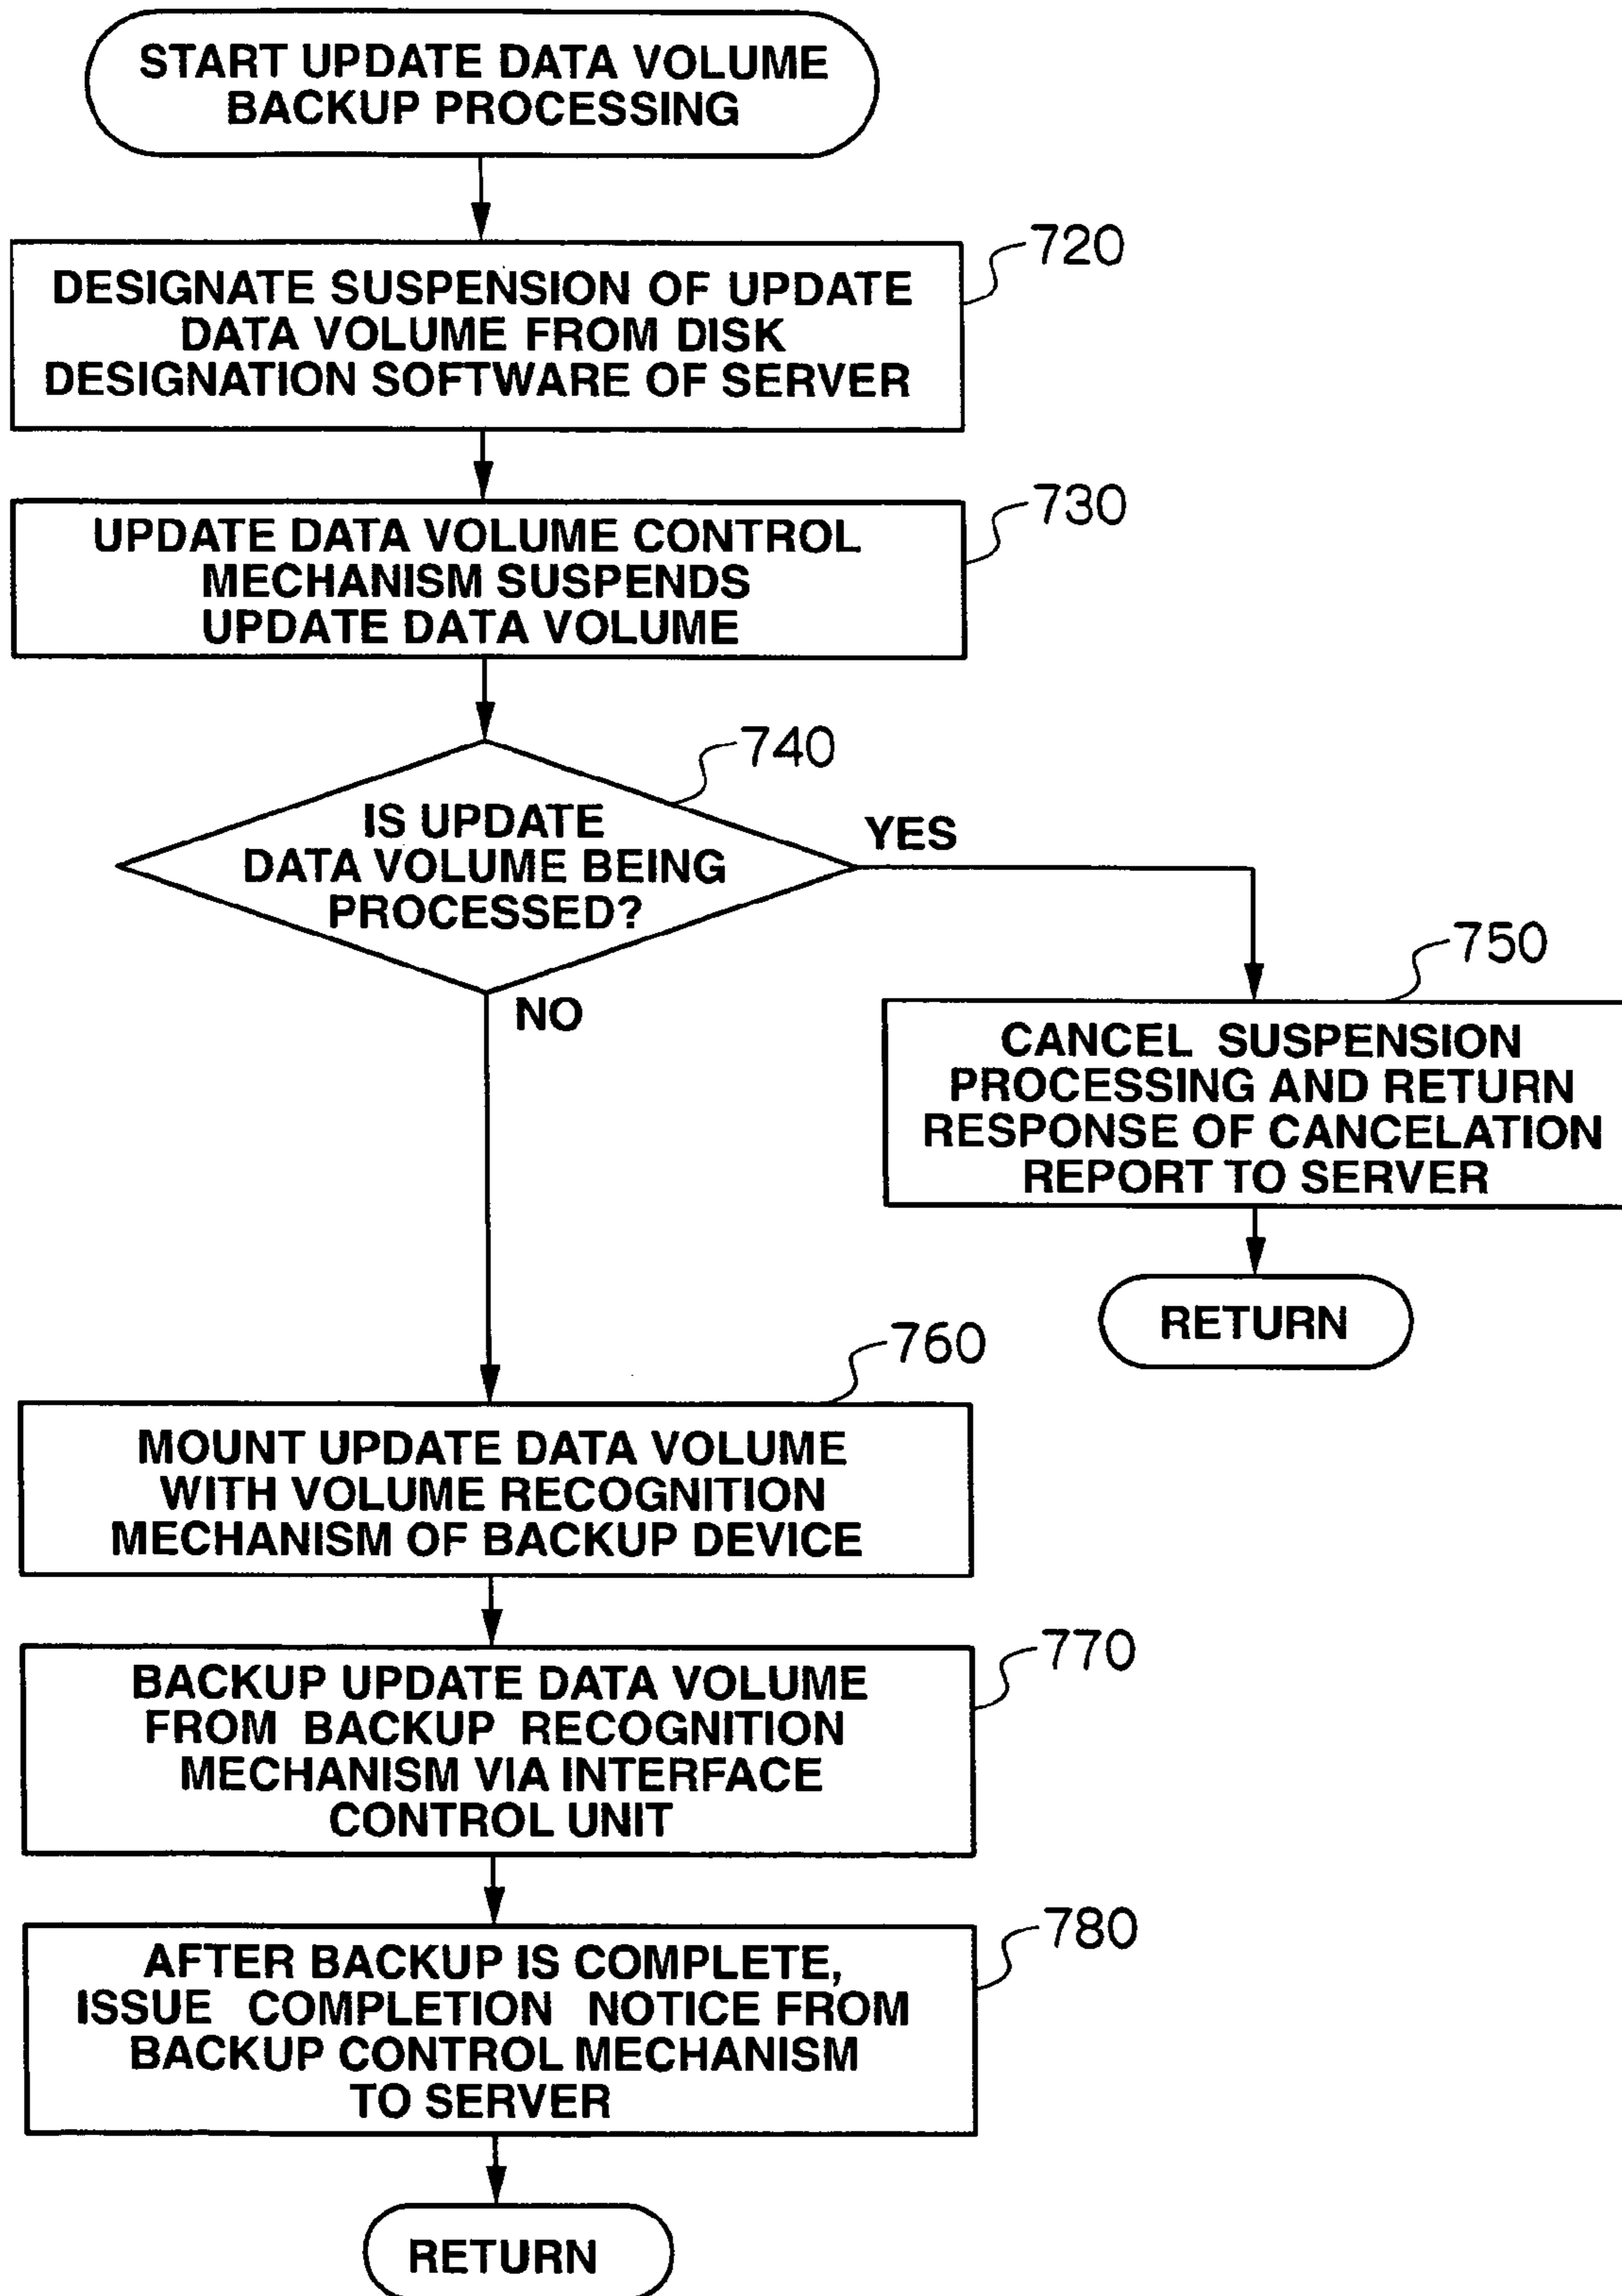 START UPDATE DATA VOLUME
BACKUP PROCESSING
720
DESIGNATE SUSPENSION OF UPDATE
DATA VOLUME FROM DISK
DESIGNATION SOFTWARE OF SERVER
730
UPDATE DATA VOLUME CONTROL
MECHANISM SUSPENDS
UPDATE DATA VOLUME
740
IS UPDATE
DATA VOLUME BEING
PROCESSED?
YES
NO
750
CANCEL SUSPENSION
PROCESSING AND RETURN
RESPONSE OF CANCELATION
REPORT TO SERVER
RETURN
760
MOUNT UPDATE DATA VOLUME
WITH VOLUME RECOGNITION
MECHANISM OF BACKUP DEVICE
770
BACKUP UPDATE DATA VOLUME
FROM BACKUP RECOGNITION
MECHANISM VIA INTERFACE
CONTROL UNIT
780
AFTER BACKUP IS COMPLETE,
ISSUE COMPLETION NOTICE FROM
BACKUP CONTROL MECHANISM
TO SERVER
RETURN